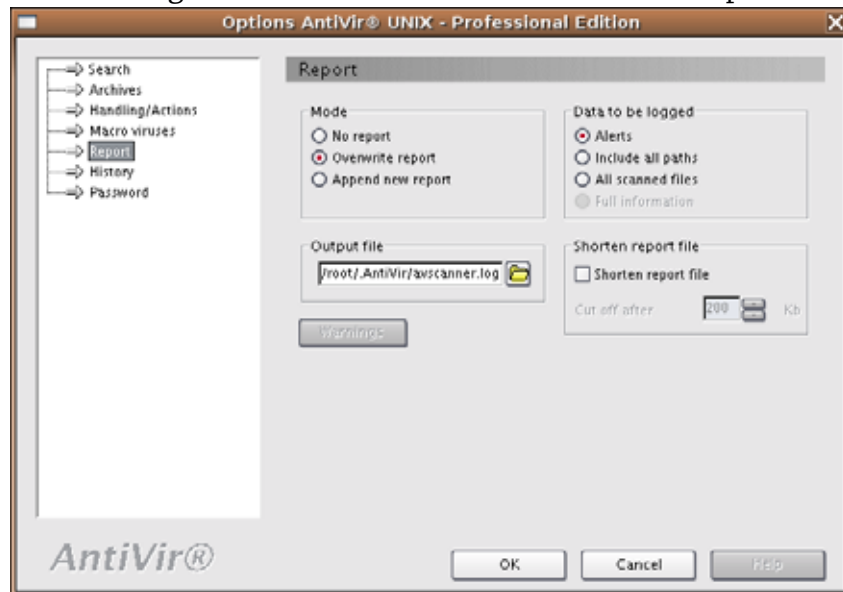 Options AntiVir® UNIX - Professional Edition
Search
Archives
Handling/Actions
Macro viruses
Report
History
Password
Report
Mode
No report
Overwrite report
Append new report
Data to be logged
Alerts
Include all paths
All scanned files
Full information
Output file
/root/.AntiVir/avscanner.log
Shorten report file
Shorten report file
Cut off after 200 Kb
Warnings
AntiVir®
OK
Cancel
Help